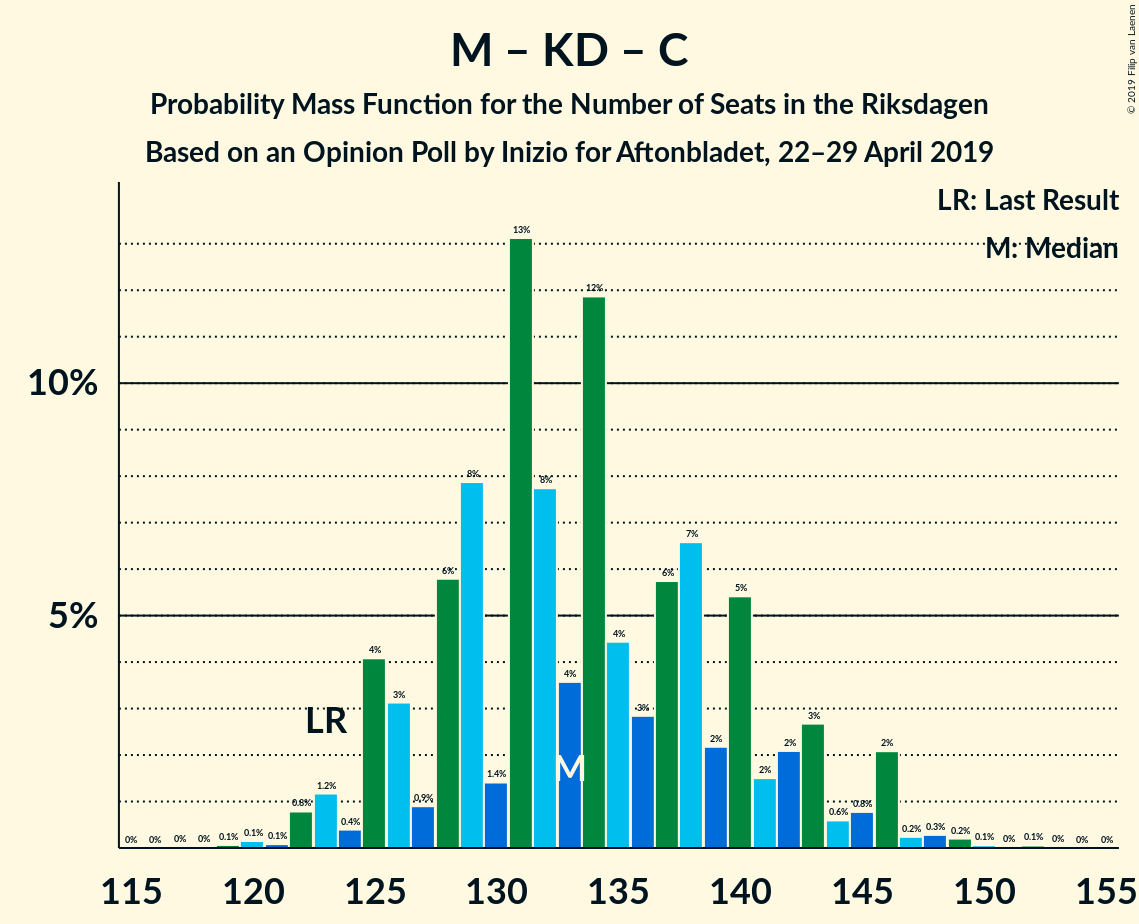 M – KD – C
Probability Mass Function for the Number of Seats in the Riksdagen
Based on an Opinion Poll by Inizio for Aftonbladet, 22–29 April 2019
© 2019 Filip van Laenen
LR: Last Result
M: Median
10%
5%
LR
M
0% 0% 0% 0% 0.1% 0.1% 0.1% 0.8% 1.2% 0.4% 4% 3% 0.9% 6% 8% 1.4% 13% 8% 4% 12% 4% 3% 6% 7% 2% 5% 2% 2% 3% 0.6% 0.8% 2% 0.2% 0.3% 0.2% 0.1% 0% 0.1% 0% 0% 0%
115 120 125 130 135 140 145 150 155